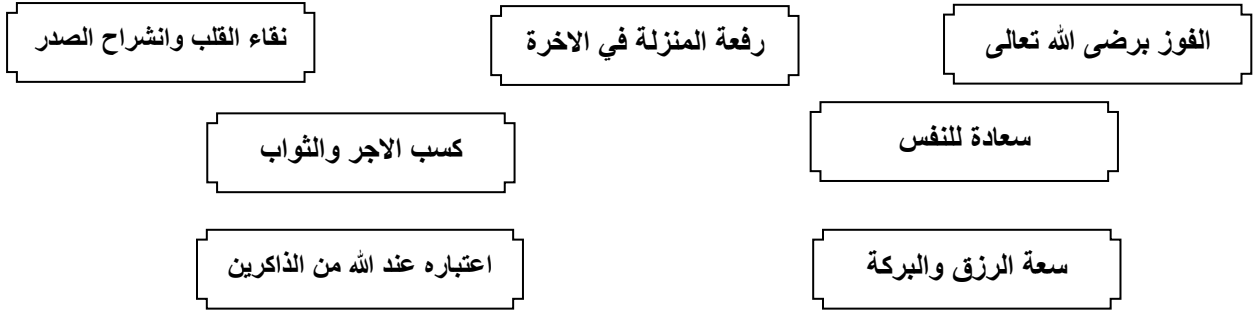 الفوز برضى الله تعالى
رفعة المنزلة في الاخرة
نقاء القلب وانشراح الصدر
سعادة للنفس
كسب الاجر والثواب
سعة الرزق والبركة
اعتباره عند الله من الذاكرين